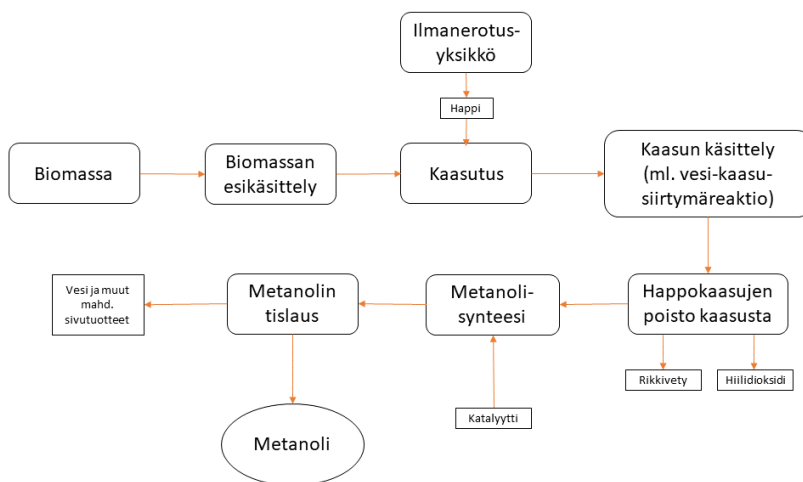 Ilmanerotus-
yksikkö
Happi
Biomassa
Biomassan
esikäsittely
Kaasutus
Kaasun käsittely
(ml. vesi-kaasu-
siirtymäreaktio)
Vesi ja muut
mahd.
sivutuotteet
Metanolin
tislaus
Metanoli-
synteesi
Happokaasujen
poisto kaasusta
Rikkivety
Hiilidioksidi
Katalyytti
Metanoli